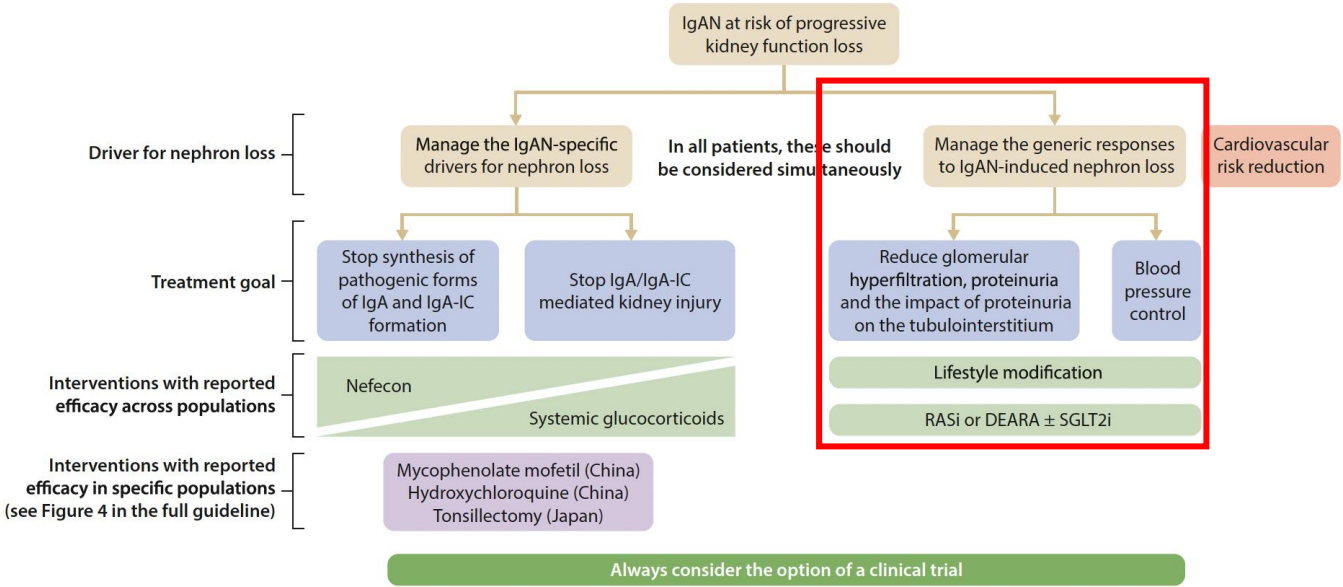 IgAN at risk of progressive
kidney function loss
Driver for nephron loss
Manage the IgAN-specific
drivers for nephron loss
In all patients, these should
be considered simultaneously
Manage the generic responses
to IgAN-induced nephron loss
Cardiovascular
risk reduction
Treatment goal
Stop synthesis of
pathogenic forms
of IgA and IgA-IC
formation
Stop IgA/IgA-IC
mediated kidney injury
Reduce glomerular
hyperfiltration, proteinuria
and the impact of proteinuria
on the tubulointerstitium
Blood
pressure
control
Interventions with reported
efficacy across populations
Nefecon
Systemic glucocorticoids
Lifestyle modification
RASi or DEARA ± SGLT2i
Interventions with reported
efficacy in specific populations
(see Figure 4 in the full guideline)
Mycophenolate mofetil (China)
Hydroxychloroquine (China)
Tonsillectomy (Japan)
Always consider the option of a clinical trial